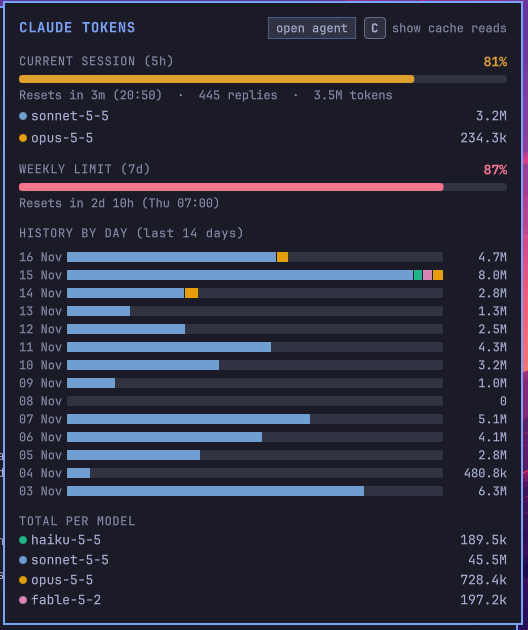 CLAUDE TOKENS open agent C show cache reads
CURRENT SESSION (5h) 81%
Resets in 3m (20:50) · 445 replies · 3.5M tokens
sonnet-5-5 3.2M
opus-5-5 234.3k
WEEKLY LIMIT (7d) 87%
Resets in 2d 10h (Thu 07:00)
HISTORY BY DAY (last 14 days)
16 Nov 4.7M
15 Nov 8.0M
14 Nov 2.8M
13 Nov 1.3M
12 Nov 2.5M
11 Nov 4.3M
10 Nov 3.2M
09 Nov 1.0M
08 Nov 0
07 Nov 5.1M
06 Nov 4.1M
05 Nov 2.8M
04 Nov 480.8k
03 Nov 6.3M
TOTAL PER MODEL
haiku-5-5 189.5k
sonnet-5-5 45.5M
opus-5-5 728.4k
fable-5-2 197.2k